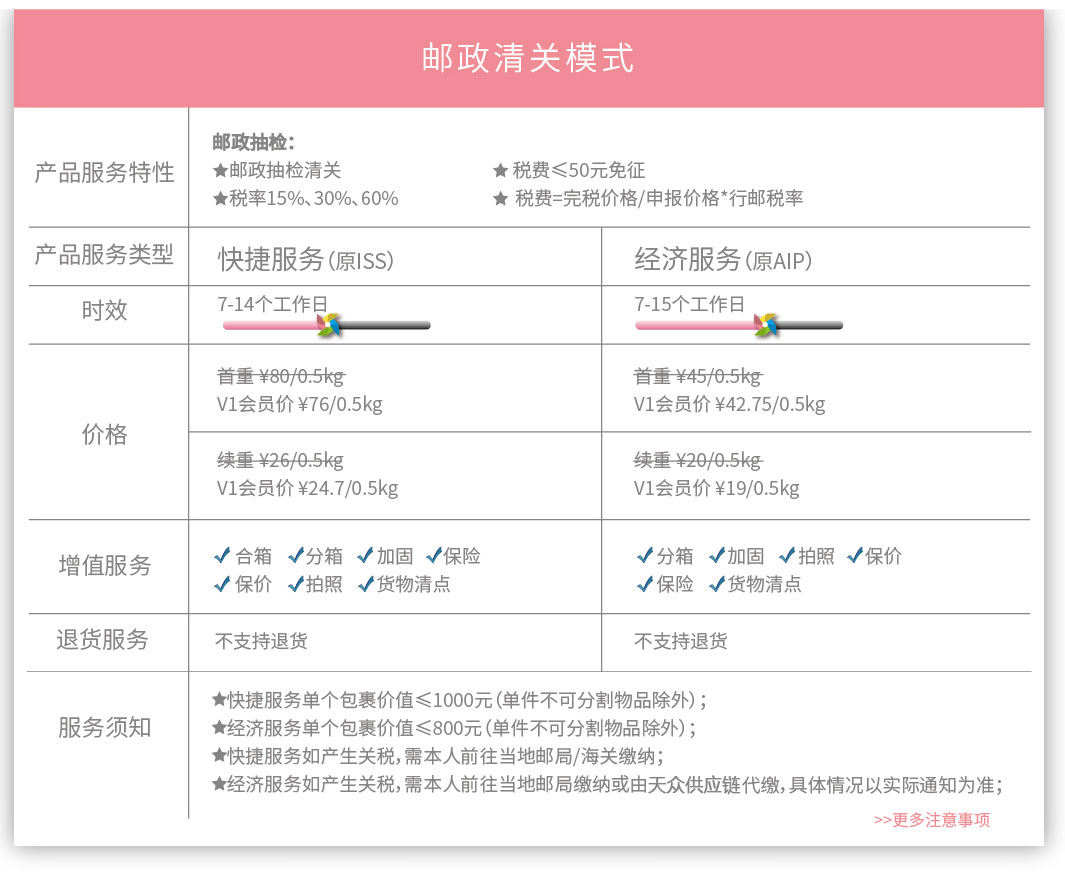 邮政清关模式
产品服务特性
邮政抽检：
★邮政抽检清关
★ 税费≤50元免征
★税率15%、30%、60%
★ 税费=完税价格/申报价格*行邮税率
产品服务类型
快捷服务（原ISS）
经济服务（原AIP）
时效
7-14个工作日
7-15个工作日
价格
首重 ¥80/0.5kg
V1会员价 ¥76/0.5kg
首重 ¥45/0.5kg
V1会员价 ¥42.75/0.5kg
续重 ¥26/0.5kg
V1会员价 ¥24.7/0.5kg
续重 ¥20/0.5kg
V1会员价 ¥19/0.5kg
增值服务
合箱 分箱 加固 保险
保价 拍照 货物清点
分箱 加固 拍照 保价
保险 货物清点
退货服务
不支持退货
不支持退货
服务须知
★快捷服务单个包裹价值≤1000元（单件不可分割物品除外）；
★经济服务单个包裹价值≤800元（单件不可分割物品除外）；
★快捷服务如产生关税，需本人前往当地邮局/海关缴纳；
★经济服务如产生关税，需本人前往当地邮局缴纳或由天众供应链代缴，具体情况以实际通知为准；
>>更多注意事项